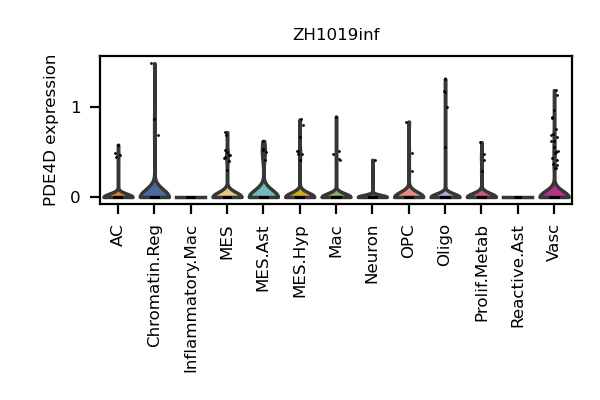 ZH1019inf
PDE4D expression
1
0
AC
Chromatin.Reg
Inflammatory.Mac
MES
MES.Ast
MES.Hyp
Mac
Neuron
OPC
Oligo
Prolif.Metab
Reactive.Ast
Vasc